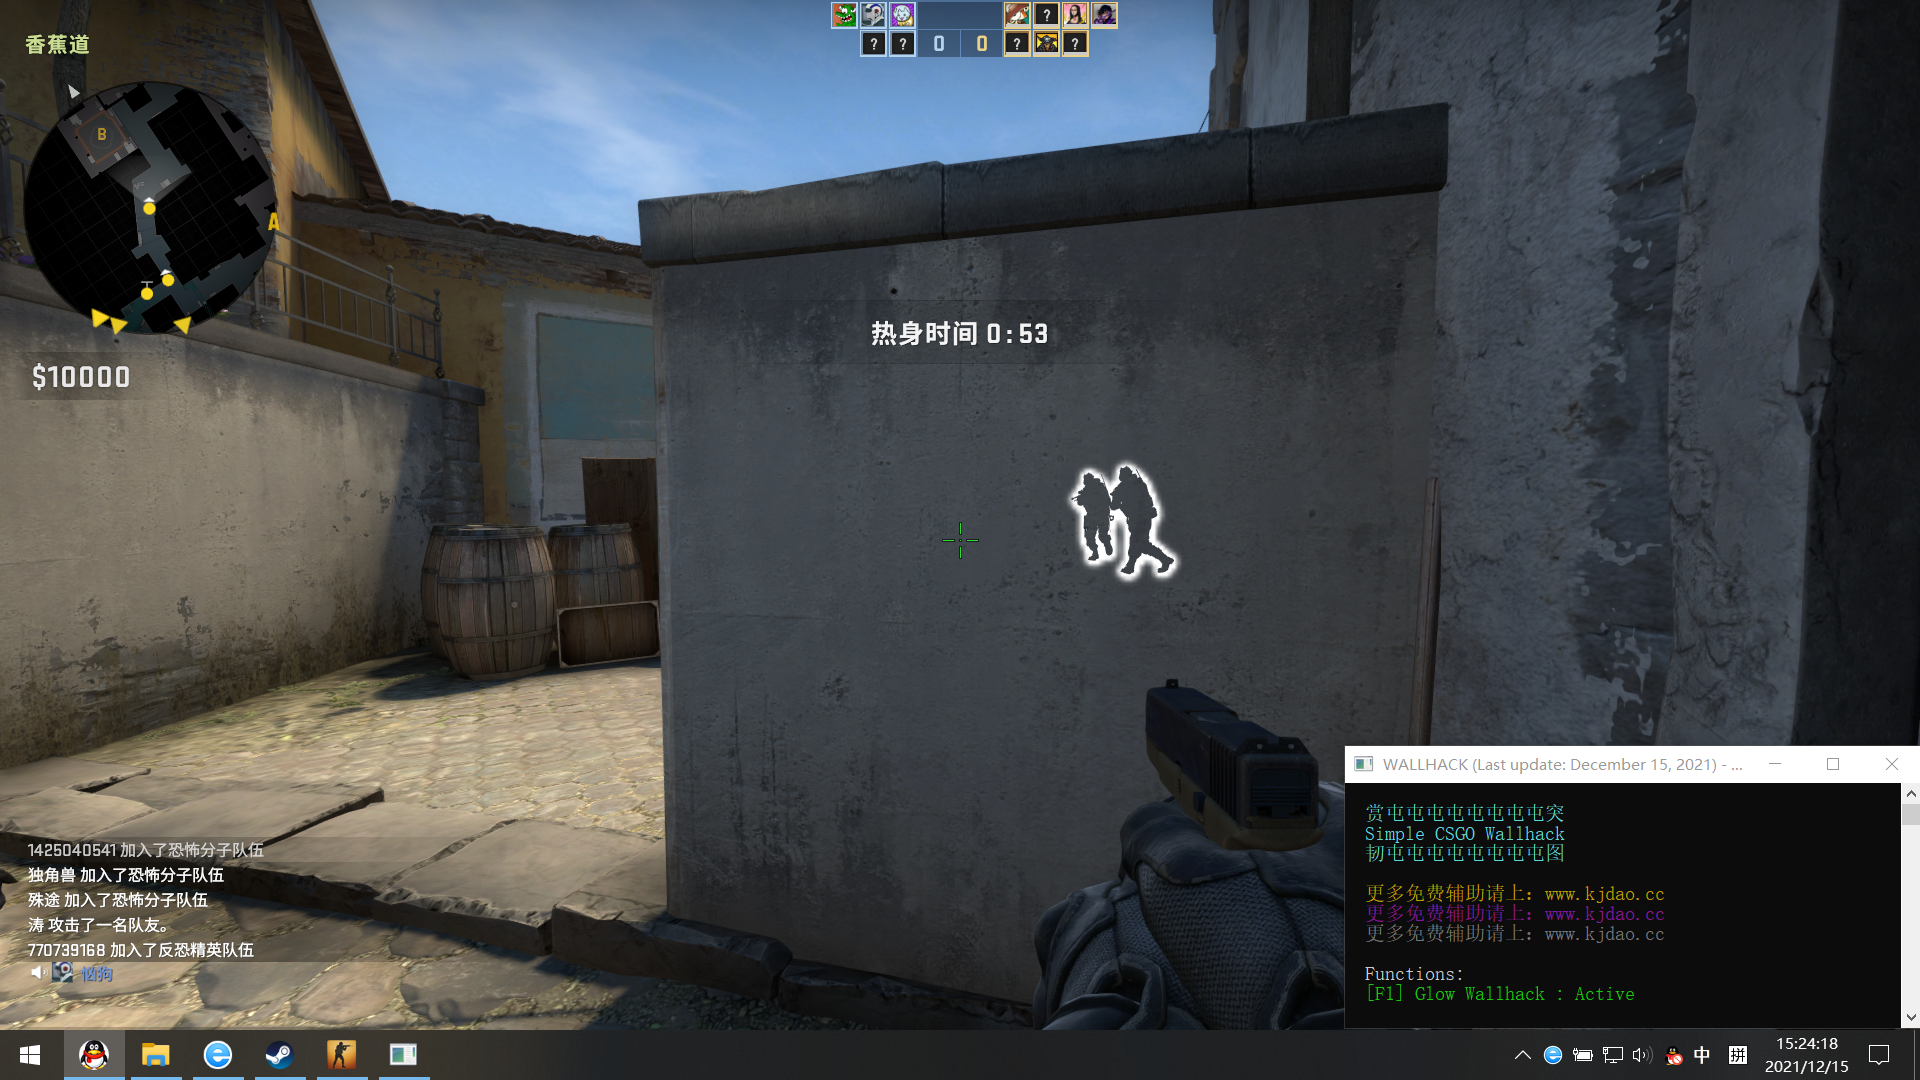 香蕉道
? ? ?
0 0
? ? ? ?
B
A
热身时间 0:53
$10000
1425040541 加入了恐怖分子队伍
独角兽 加入了恐怖分子队伍
殊途 加入了恐怖分子队伍
涛 攻击了一名队友。
770739168 加入了反恐精英队伍
WALLHACK (Last update: December 15, 2021) - ...
赏屯屯屯屯屯屯屯屯突
Simple CSGO Wallhack
韧屯屯屯屯屯屯屯屯图
更多免费辅助请上: www.kjdao.cc
更多免费辅助请上: www.kjdao.cc
更多免费辅助请上: www.kjdao.cc
Functions:
[F1] Glow Wallhack : Active
中
拼
15:24:18
2021/12/15